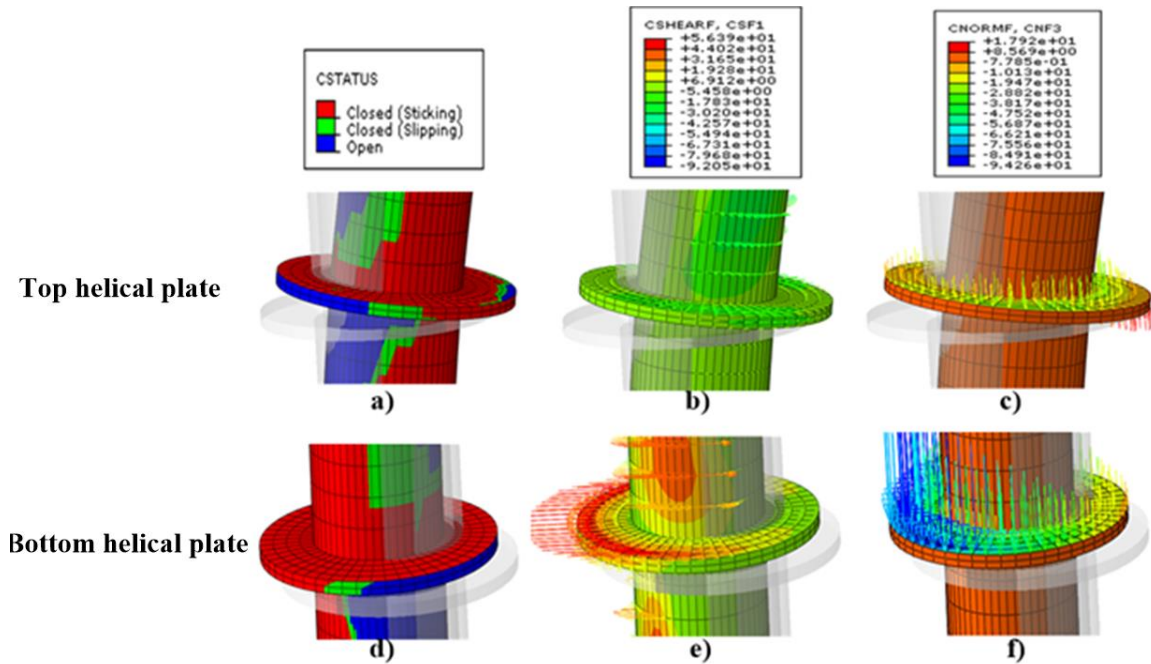 CSTATUS
Closed (Sticking)
Closed (Slipping)
Open
CSHEARF, CSF1
+5.639e+01
+4.402e+01
+3.165e+01
+1.928e+01
+6.912e+00
-5.458e+00
-1.783e+01
-3.020e+01
-4.257e+01
-5.494e+01
-6.731e+01
-7.968e+01
-9.205e+01
CNORMF, CNF3
+1.792e+01
+8.569e+00
-7.785e-01
-1.013e+01
-1.947e+01
-2.882e+01
-3.817e+01
-4.752e+01
-5.687e+01
-6.621e+01
-7.556e+01
-8.491e+01
-9.426e+01
Top helical plate
a)
b)
c)
Bottom helical plate
d)
e)
f)